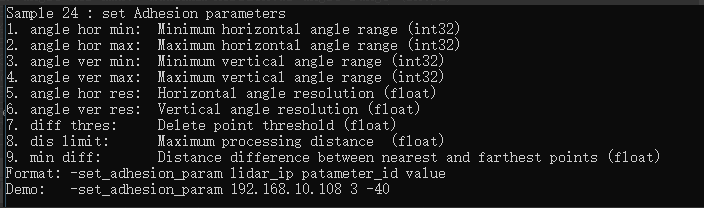 Sample 24 : set Adhesion parameters
1. angle hor min:  Minimum horizontal angle range (int32)
2. angle hor max:  Maximum horizontal angle range (int32)
3. angle ver min:  Minimum vertical angle range (int32)
4. angle ver max:  Maximum vertical angle range (int32)
5. angle hor res:  Horizontal angle resolution (float)
6. angle ver res:  Vertical angle resolution (float)
7. diff thres:     Delete point threshold (float)
8. dis limit:      Maximum processing distance  (float)
9. min diff:       Distance difference between nearest and farthest points (float)
Format: -set_adhesion_param lidar_ip patameter_id value
Demo:   -set_adhesion_param 192.168.10.108 3 -40